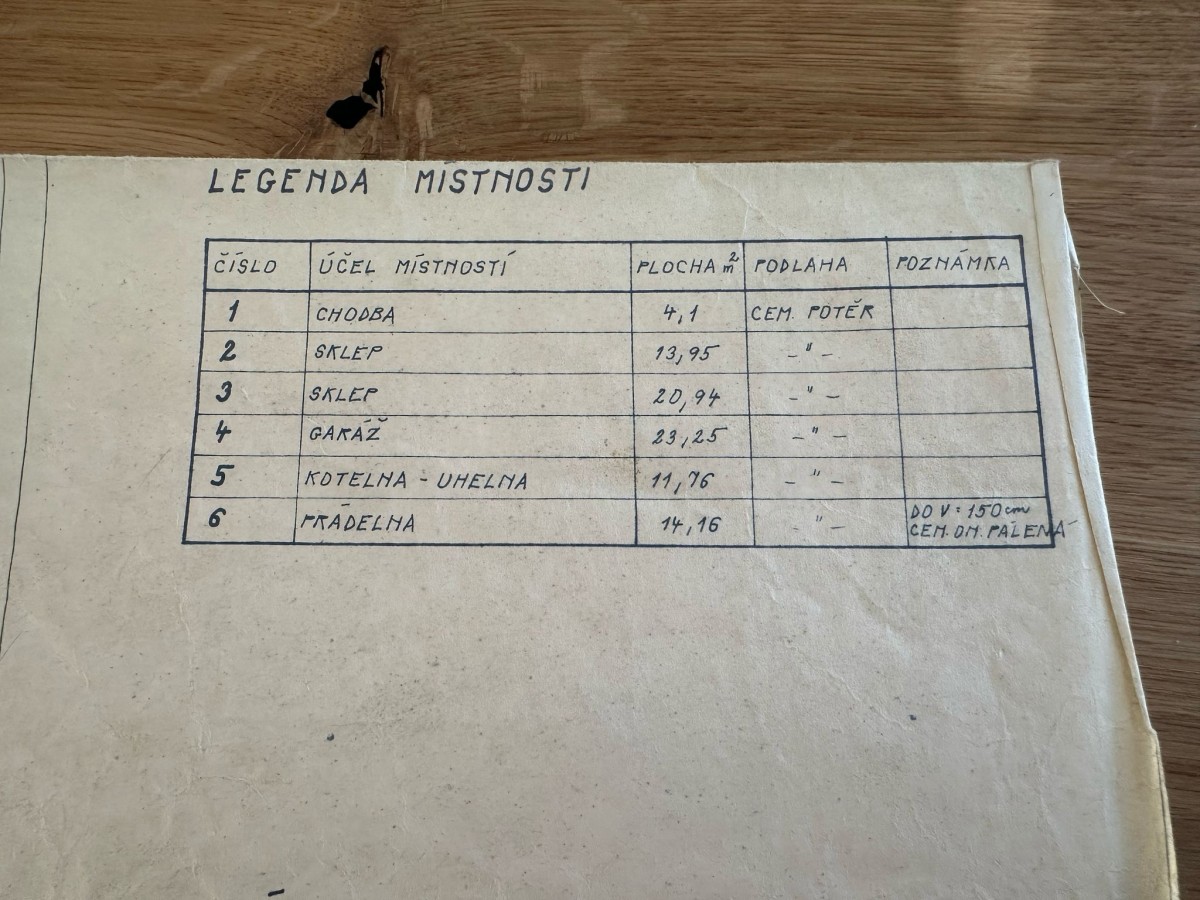 LEGENDA MÍSTNOSTI
ČÍSLO ÚČEL MÍSTNOSTÍ PLOCHA m² PODLAHA POZNÁMKA
1 CHODBA 4,1 CEM. POTĚR
2 SKLEP 13,95 –"–
3 SKLEP 20,94 –"–
4 GARÁŽ 23,25 –"–
5 KOTELNA - UHELNA 11,76 –"–
6 PRÁDELNA 14,16 –"– DO V=150cm
CEM. OM. PÁLENÁ